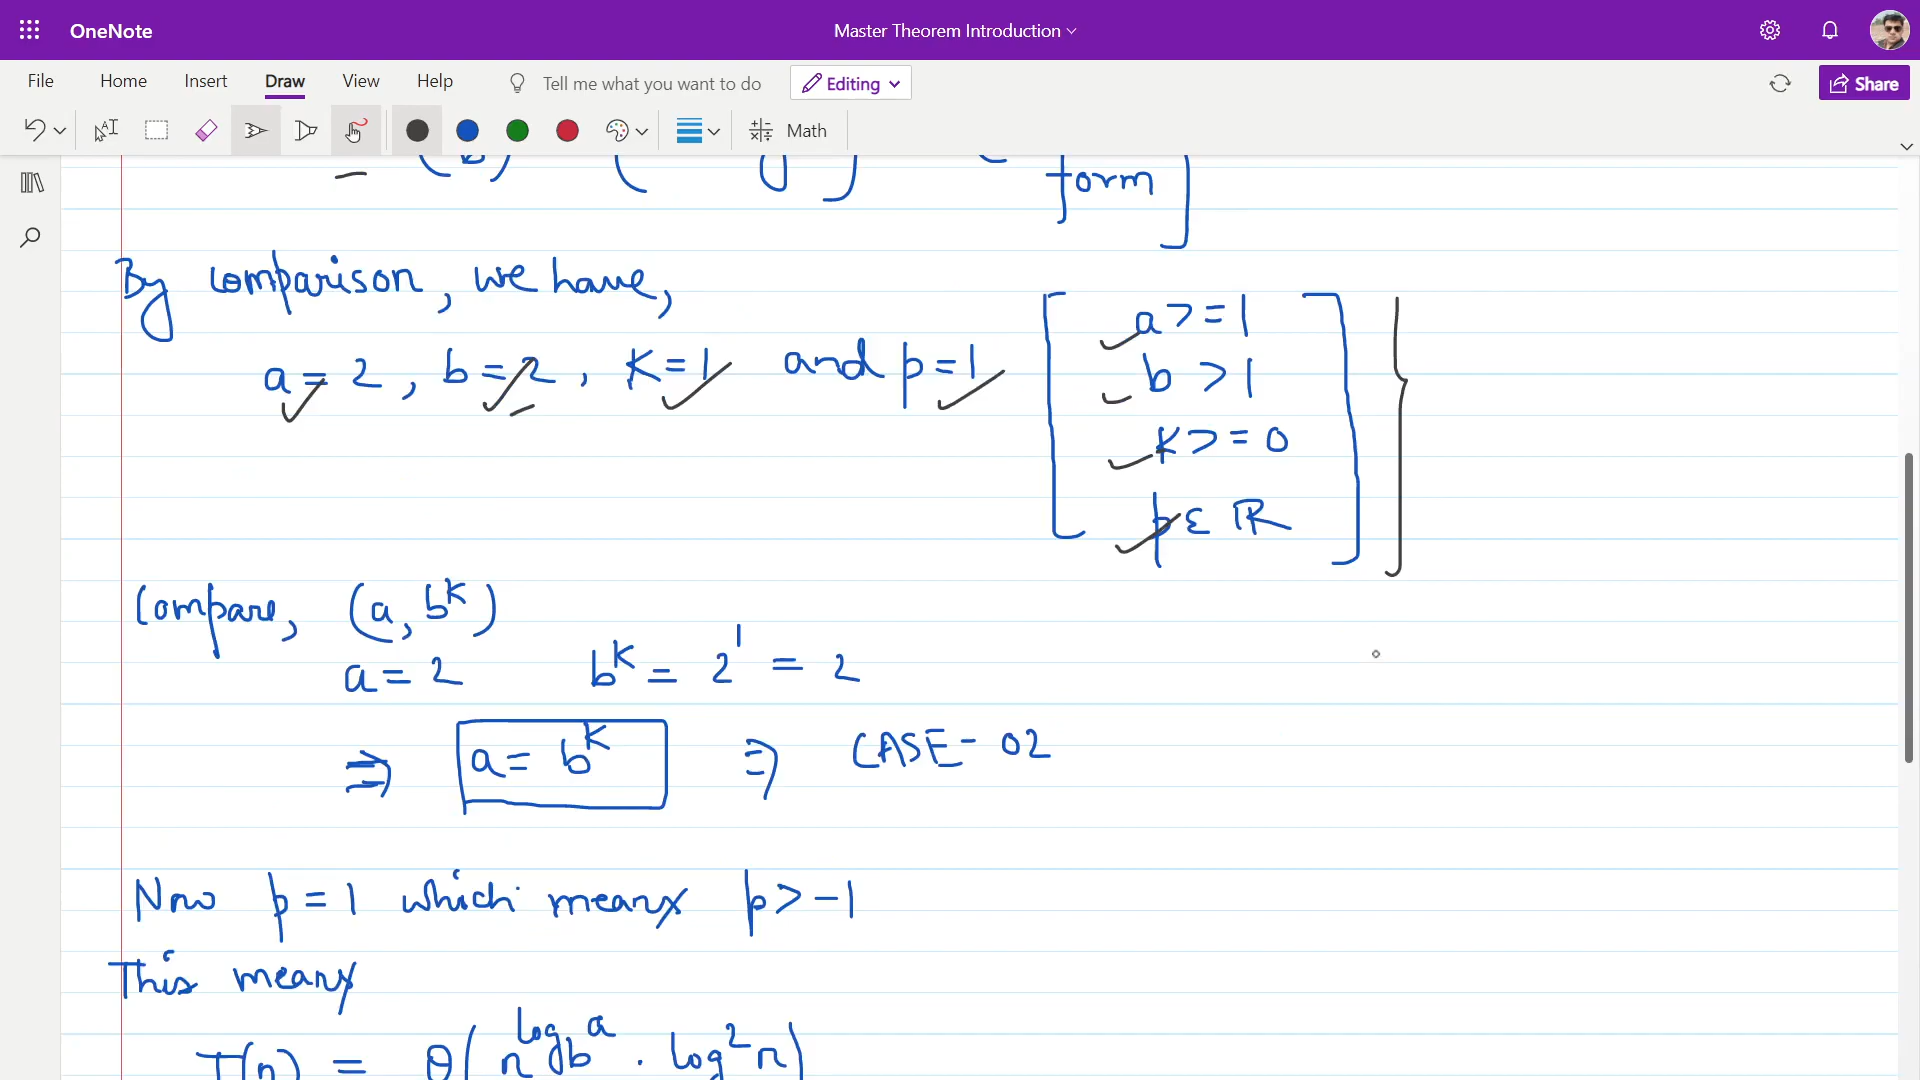 OneNote
Master Theorem Introduction
File Home Insert Draw View Help Tell me what you want to do Editing Share
Math
form
By comparison, we have,
a = 2, b = 2, K = 1 and p = 1
a >= 1
b > 1
K >= 0
p ε ℝ
Compare, (a, b^K)
a = 2 b^K = 2^1 = 2
⇒ a = b^K ⇒ CASE - 02
Now p = 1 which means p > -1
This means
T(n) = θ(n^log_b a . log^2 n)